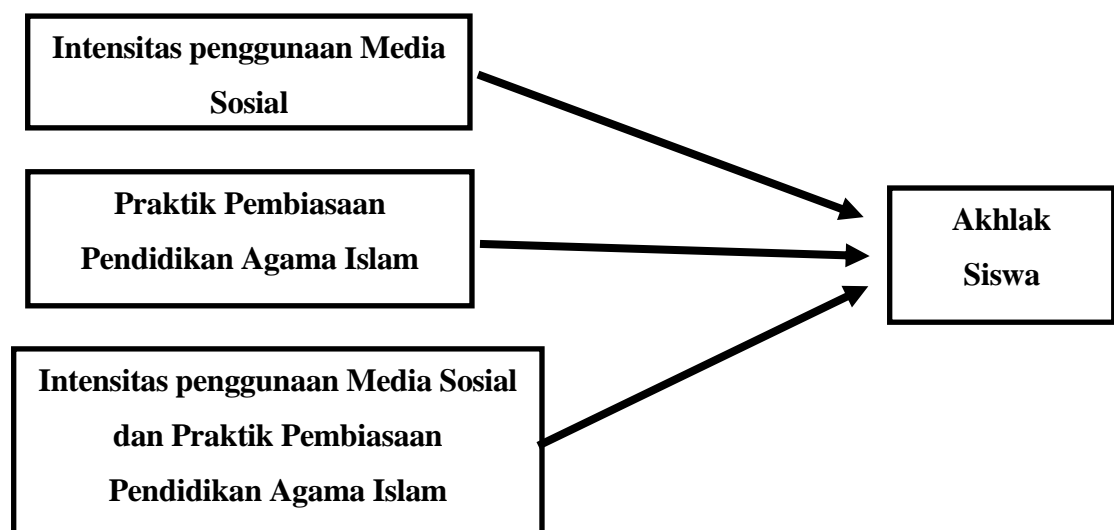 Intensitas penggunaan Media
Sosial
Praktik Pembiasaan
Pendidikan Agama Islam
Intensitas penggunaan Media Sosial
dan Praktik Pembiasaan
Pendidikan Agama Islam
Akhlak
Siswa